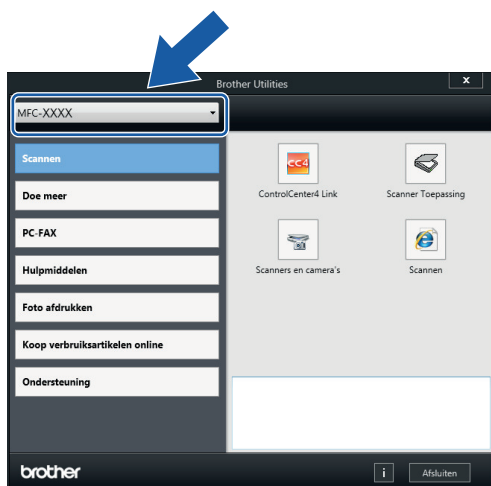 Brother Utilities
x
MFC-XXXX
Scannen
Doe meer
PC-FAX
Hulpmiddelen
Foto afdrukken
Koop verbruiksartikelen online
Ondersteuning
CC4
ControlCenter4 Link
Scanner Toepassing
Scanners en camera's
Scannen
brother
i
Afsluiten